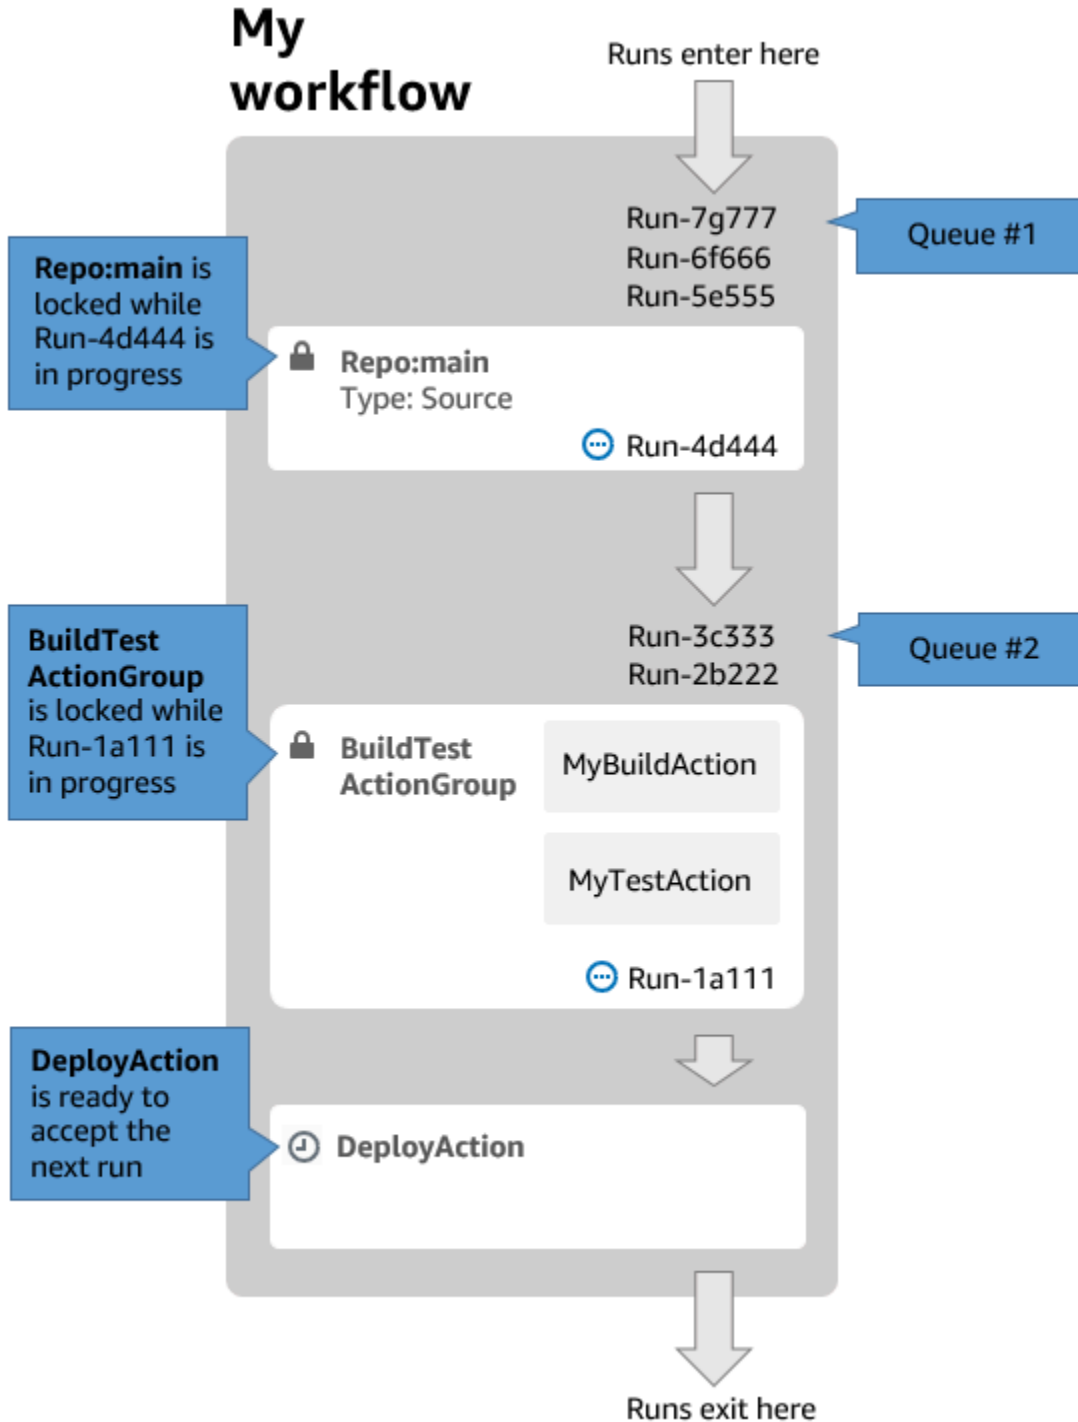 My
workflow
Runs enter here
Run-7g777
Queue #1
Run-6f666
Run-5e555
Repo:main is
locked while
Run-4d444 is
in progress
Repo:main
Type: Source
Run-4d444
Run-3c333
Queue #2
Run-2b222
BuildTest
ActionGroup
is locked while
Run-1a111 is
in progress
BuildTest
ActionGroup
MyBuildAction
MyTestAction
Run-1a111
DeployAction
is ready to
accept the
next run
DeployAction
Runs exit here